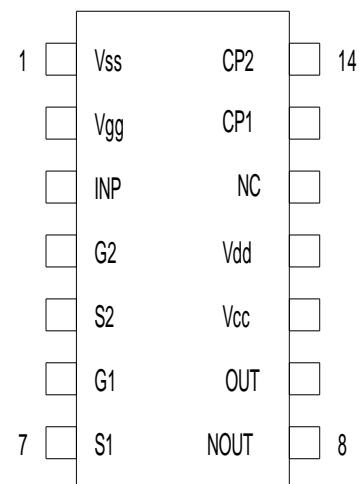 1 Vss CP2 14
Vgg CP1
INP NC
G2 Vdd
S2 Vcc
G1 OUT
7 S1 NOUT 8